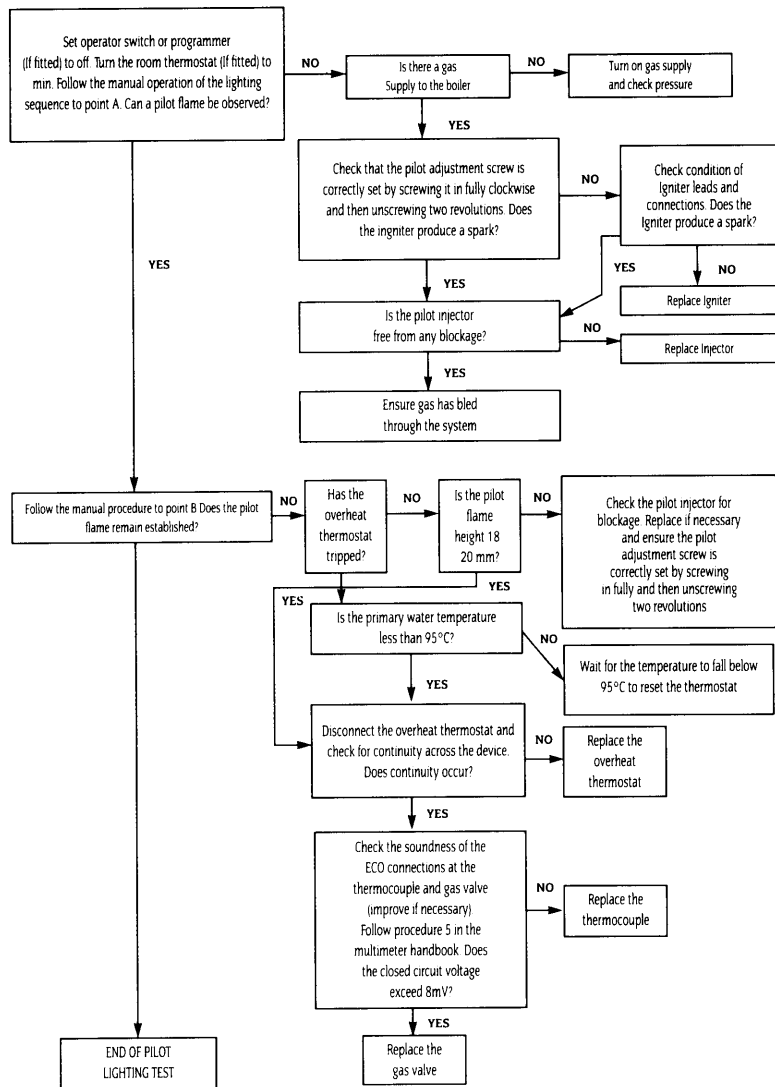 Set operator switch or programmer
(If fitted) to off. Turn the room thermostat (If fitted) to
min. Follow the manual operation of the lighting
sequence to point A. Can a pilot flame be observed?
NO
Is there a gas
Supply to the boiler
NO
Turn on gas supply
and check pressure
YES
Check that the pilot adjustment screw is
correctly set by screwing it in fully clockwise
and then unscrewing two revolutions. Does
the ingniter produce a spark?
NO
Check condition of
Igniter leads and
connections. Does the
Igniter produce a spark?
YES
YES
YES
NO
Replace Igniter
Is the pilot injector
free from any blockage?
NO
Replace Injector
YES
Ensure gas has bled
through the system
Follow the manual procedure to point B Does the pilot
flame remain established?
NO
Has the
overheat
thermostat
tripped?
NO
Is the pilot
flame
height 18
20 mm?
NO
Check the pilot injector for
blockage. Replace if necessary
and ensure the pilot
adjustment screw is
correctly set by screwing
in fully and then unscrewing
two revolutions
YES
YES
Is the primary water temperature
less than 95°C?
NO
Wait for the temperature to fall below
95°C to reset the thermostat
YES
Disconnect the overheat thermostat and
check for continuity across the device.
Does continuity occur?
NO
Replace the
overheat
thermostat
YES
Check the soundness of the
ECO connections at the
thermocouple and gas valve
(improve if necessary)
Follow procedure 5 in the
multimeter handbook. Does
the closed circuit voltage
exceed 8mV?
NO
Replace the
thermocouple
YES
Replace the
gas valve
END OF PILOT
LIGHTING TEST